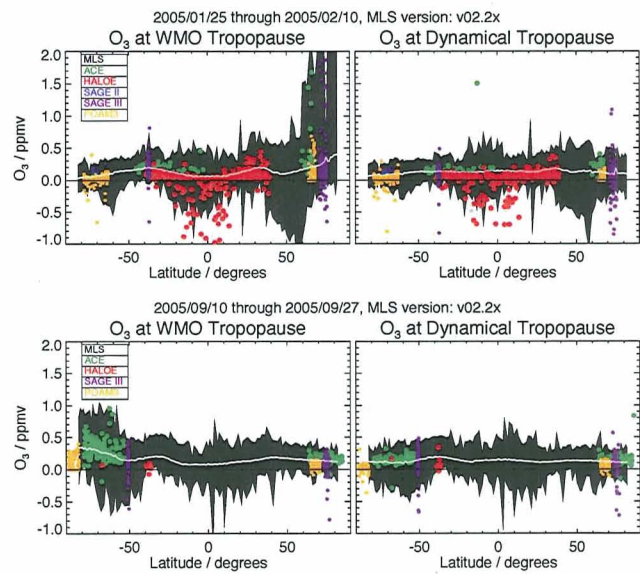 2005/01/25 through 2005/02/10, MLS version: v02.2x
O3 at WMO Tropopause
O3 at Dynamical Tropopause
MLS
ACE
HALOE
SAGE II
SAGE III
POAM3
O3 / ppmv
2.0
1.5
1.0
0.5
0.0
-0.5
-1.0
-50 0 50
-50 0 50
Latitude / degrees
Latitude / degrees
2005/09/10 through 2005/09/27, MLS version: v02.2x
O3 at WMO Tropopause
O3 at Dynamical Tropopause
MLS
ACE
HALOE
SAGE III
POAM3
O3 / ppmv
2.0
1.5
1.0
0.5
0.0
-0.5
-1.0
-50 0 50
-50 0 50
Latitude / degrees
Latitude / degrees